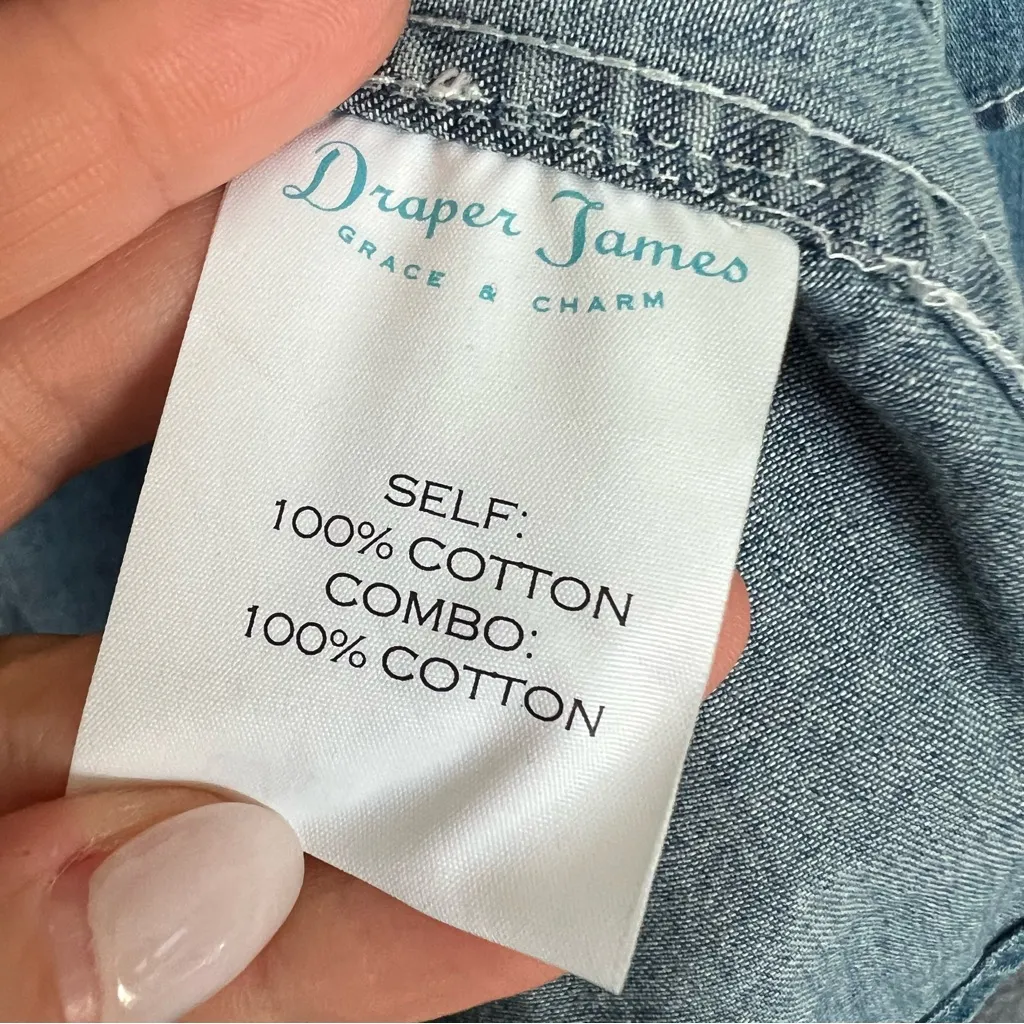 Draper James
GRACE & CHARM
SELF:
100% COTTON
COMBO:
100% COTTON